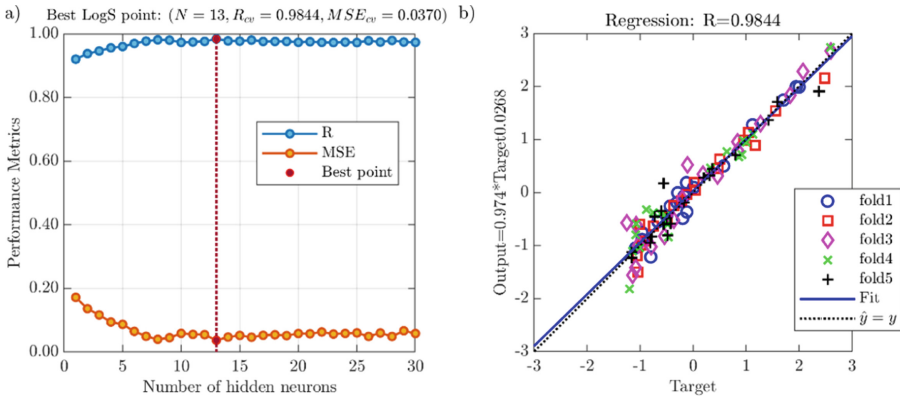 a)
Best LogS point: (N = 13, R_cv = 0.9844, MSE_cv = 0.0370)
1.00
0.80
0.60
0.40
0.20
0.00
Performance Metrics
R
MSE
Best point
0 5 10 15 20 25 30
Number of hidden neurons
b)
Regression: R=0.9844
3
2
1
0
-1
-2
-3
Output=0.974*Target0.0268
fold1
fold2
fold3
fold4
fold5
Fit
ŷ = y
-3 -2 -1 0 1 2 3
Target